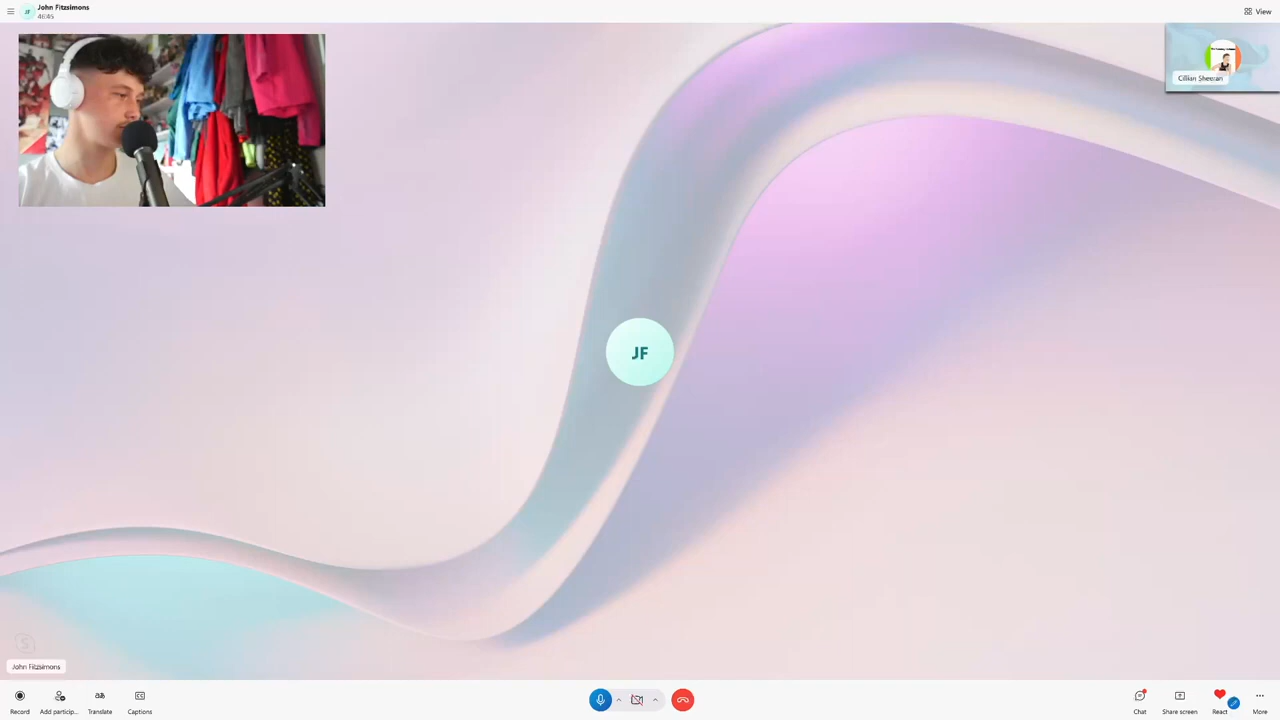 JF
John Fitzsimons
46:45
View
Cillian Sheeran
JF
John Fitzsimons
Record
Add particip...
Translate
Captions
Chat
Share screen
React
More